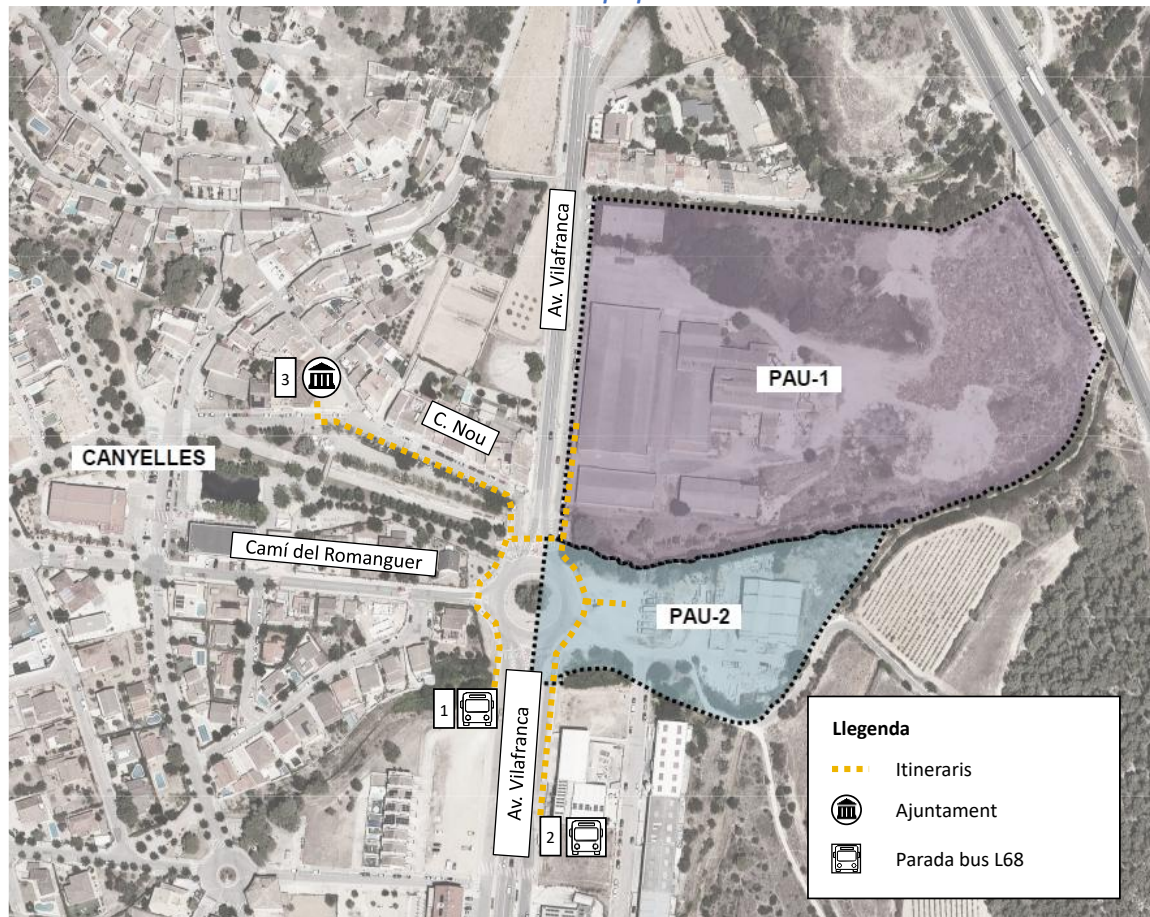 Av. Vilafranca
PAU-1
3
C. Nou
CANYELLES
Camí del Romanguer
PAU-2
1
Av. Vilafranca
2
Llegenda
Itineraris
Ajuntament
Parada bus L68